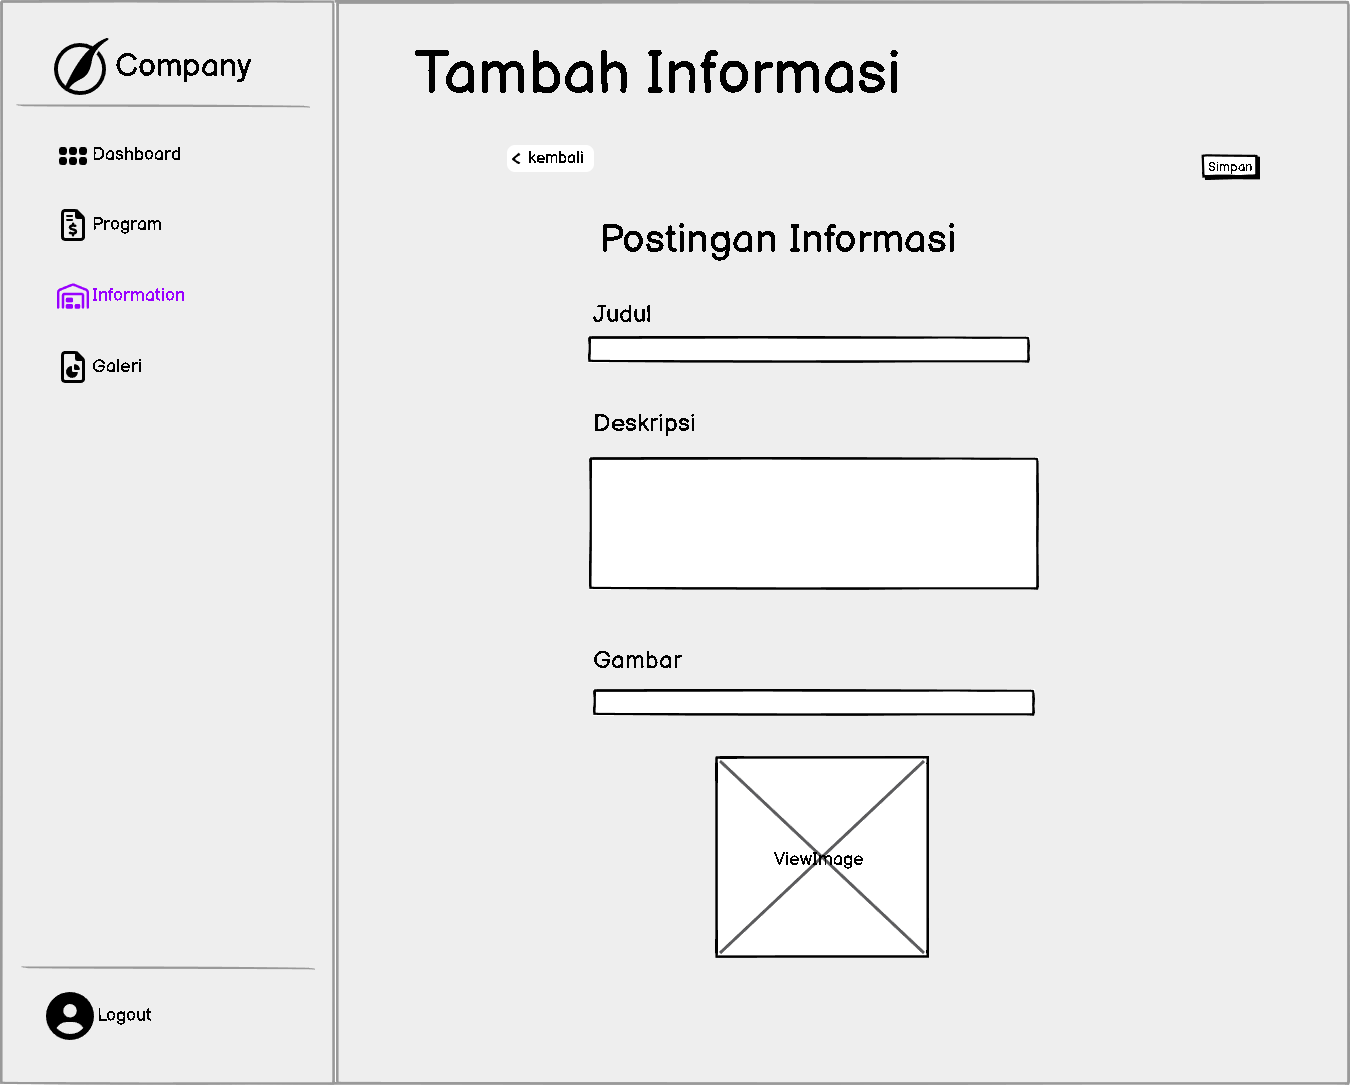 Company
Dashboard
Program
Information
Galeri
Logout
Tambah Informasi
kembali
Simpan
Postingan Informasi
Judul
Deskripsi
Gambar
ViewImage